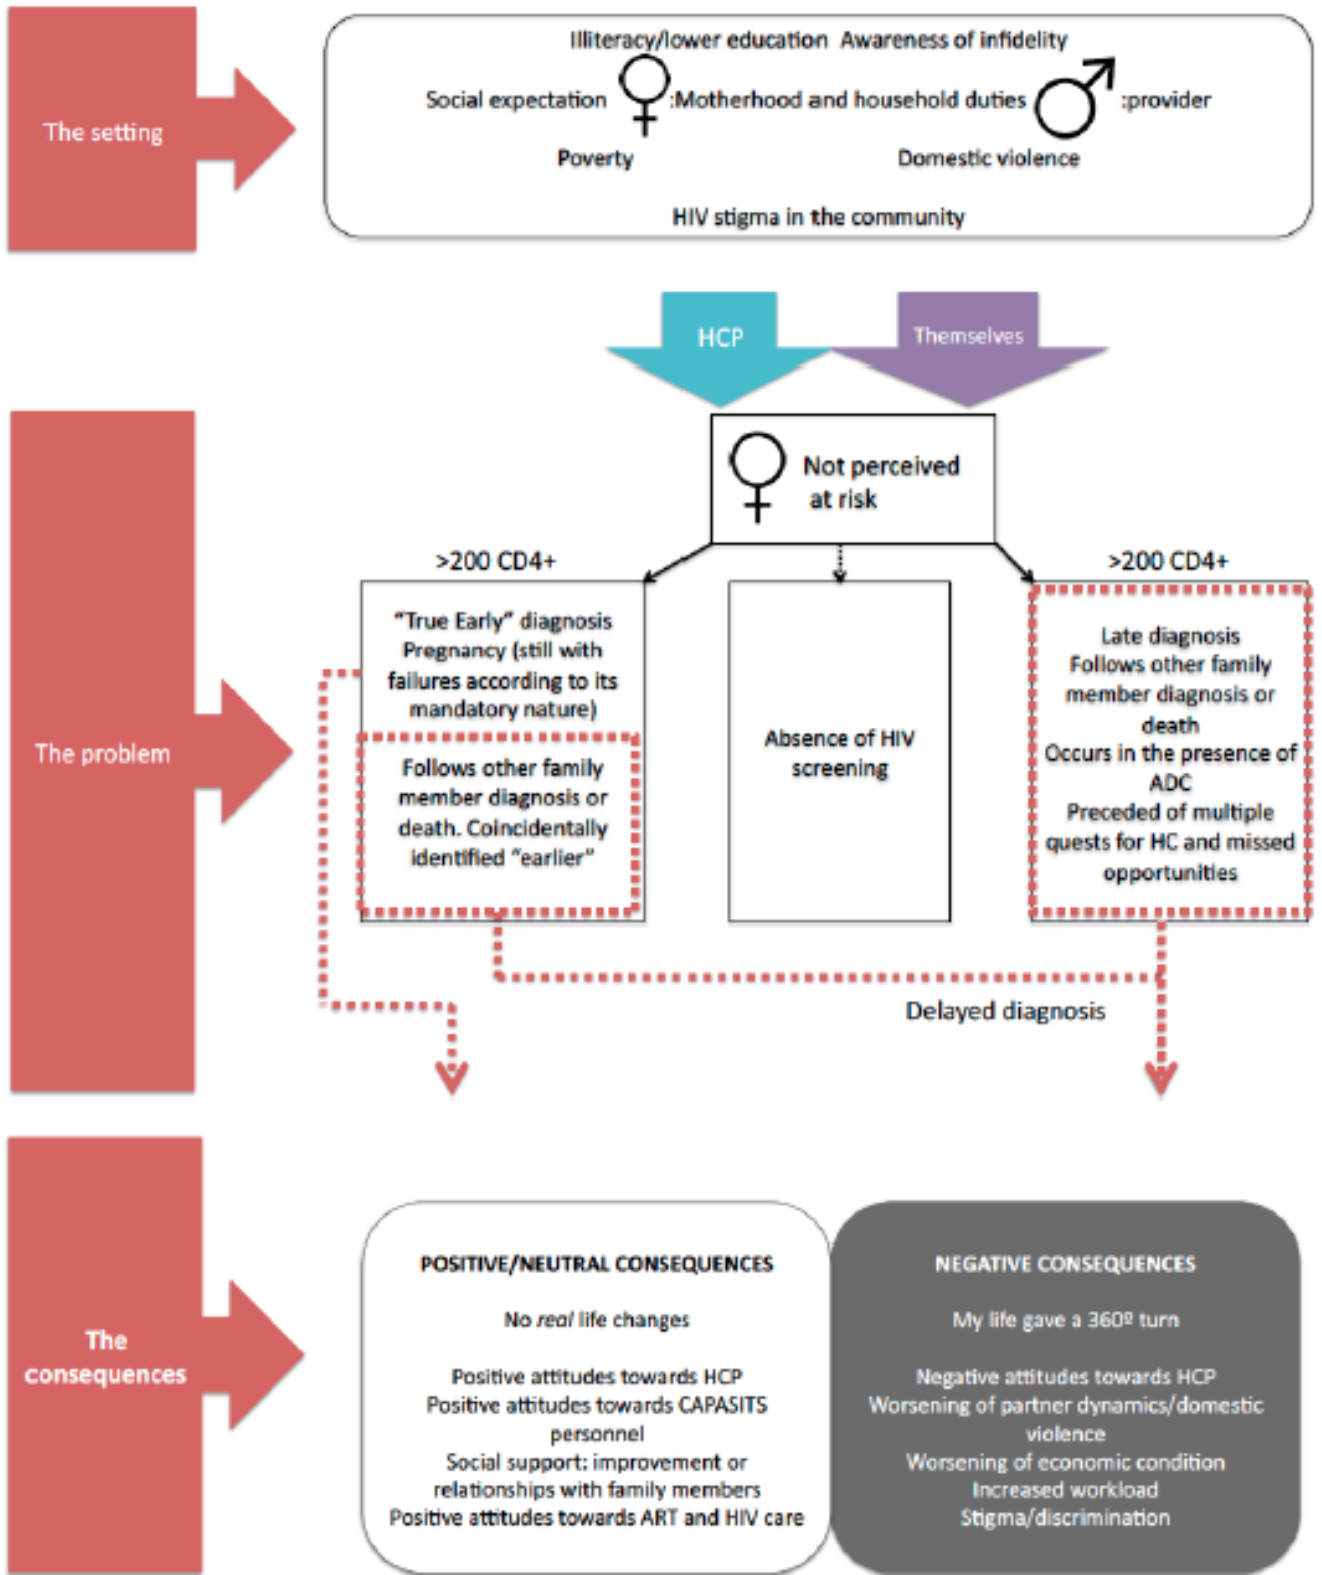 The setting
Illiteracy/lower education Awareness of infidelity
Social expectation :Motherhood and household duties :provider
Poverty Domestic violence
HIV stigma in the community
HCP
Themselves
The problem
Not perceived
at risk
>200 CD4+
"True Early" diagnosis
Pregnancy (still with
failures according to its
mandatory nature)
Follows other family
member diagnosis or
death. Coincidentally
identified "earlier"
Absence of HIV
screening
>200 CD4+
Late diagnosis
Follows other family
member diagnosis or
death
Occurs in the presence of
ADC
Preceded of multiple
quests for HC and missed
opportunities
Delayed diagnosis
The
consequences
POSITIVE/NEUTRAL CONSEQUENCES
No real life changes
Positive attitudes towards HCP
Positive attitudes towards CAPASITS
personnel
Social support: improvement or
relationships with family members
Positive attitudes towards ART and HIV care
NEGATIVE CONSEQUENCES
My life gave a 360º turn
Negative attitudes towards HCP
Worsening of partner dynamics/domestic
violence
Worsening of economic condition
Increased workload
Stigma/discrimination